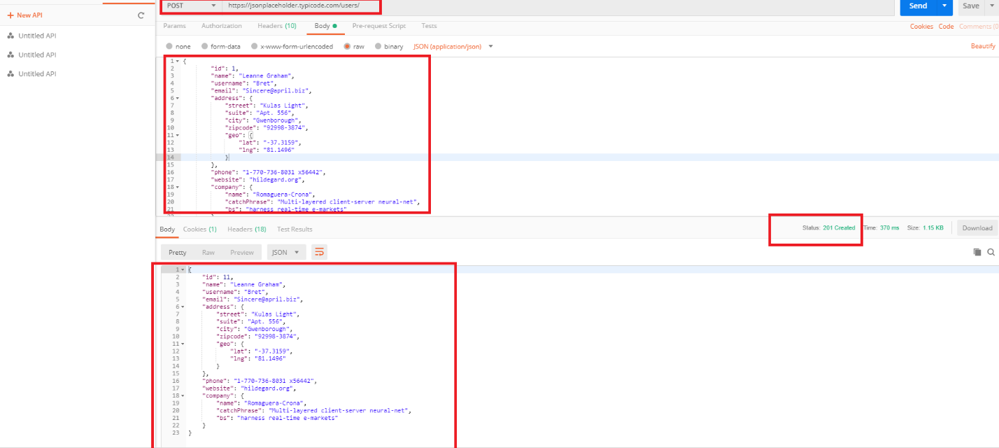 POST https://jsonplaceholder.typicode.com/users/ Send Save
+ New API
Params Authorization Headers (10) Body Pre-request Script Tests Cookies Code Comments (0
Untitled API
Untitled API
Untitled API
none form-data x-www-form-urlencoded raw binary JSON (application/json) Beautify
1 {
2 "id": 1,
3 "name": "Leanne Graham",
4 "username": "Bret",
5 "email": "Sincere@april.biz",
6 "address": {
7 "street": "Kulas Light",
8 "suite": "Apt. 556",
9 "city": "Gwenborough",
10 "zipcode": "92998-3874",
11 "geo": {
12 "lat": "-37.3159",
13 "lng": "81.1496"
14 }
15 },
16 "phone": "1-770-736-8031 x56442",
17 "website": "hildegard.org",
18 "company": {
19 "name": "Romaguera-Crona",
20 "catchPhrase": "Multi-layered client-server neural-net",
21 "bs": "harness real-time e-markets"
Body Cookies (1) Headers (18) Test Results Status: 201 Created Time: 370 ms Size: 1.15 KB Download
Pretty Raw Preview JSON
1 {
2 "id": 11,
3 "name": "Leanne Graham",
4 "username": "Bret",
5 "email": "Sincere@april.biz",
6 "address": {
7 "street": "Kulas Light",
8 "suite": "Apt. 556",
9 "city": "Gwenborough",
10 "zipcode": "92998-3874",
11 "geo": {
12 "lat": "-37.3159",
13 "lng": "81.1496"
14 }
15 },
16 "phone": "1-770-736-8031 x56442",
17 "website": "hildegard.org",
18 "company": {
19 "name": "Romaguera-Crona",
20 "catchPhrase": "Multi-layered client-server neural-net",
21 "bs": "harness real-time e-markets"
22 }
23 }